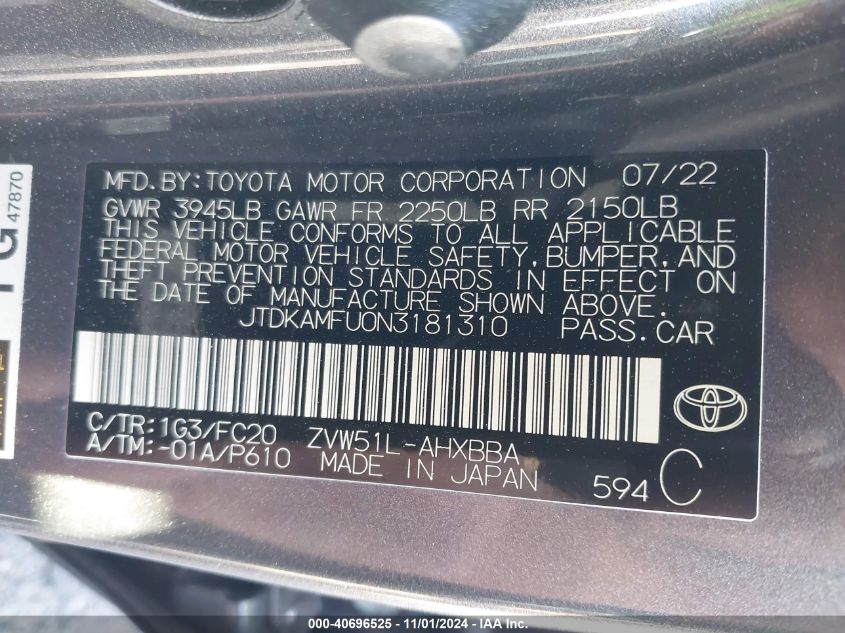 47870
MFD.BY:TOYOTA MOTOR CORPORATION 07/22
GVWR 3945LB GAWR FR 2250LB RR 2150LB
THIS VEHICLE CONFORMS TO ALL APPLICABLE
FEDERAL MOTOR VEHICLE SAFETY,BUMPER,AND
THEFT PREVENTION STANDARDS IN EFFECT ON
THE DATE OF MANUFACTURE SHOWN ABOVE.
JTDKAMFU0N3181310 PASS.CAR
C/TR:1G3/FC20 ZVW51L-AHXBBA
A/TM:-01A/P610 MADE IN JAPAN
594 C
000-40696525 - 11/01/2024 - IAA Inc.